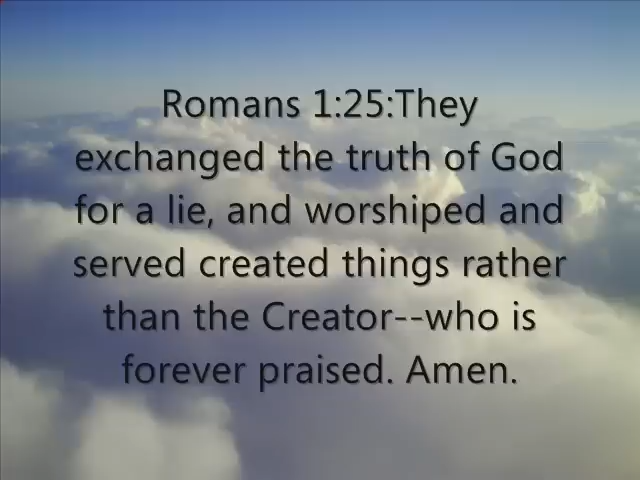 Romans 1:25:They
exchanged the truth of God
for a lie, and worshiped and
served created things rather
than the Creator--who is
forever praised. Amen.